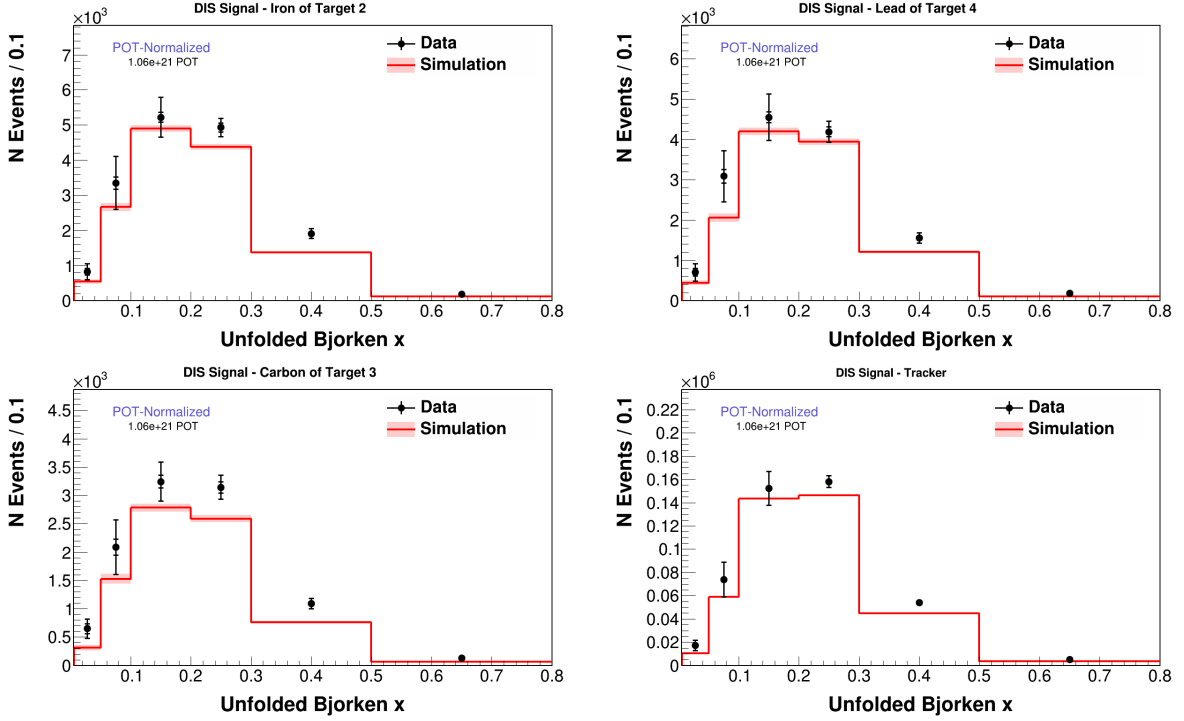 DIS Signal - Iron of Target 2
×10³
N Events / 0.1
POT-Normalized
1.06e+21 POT
Data
Simulation
7
6
5
4
3
2
1
0
0.1 0.2 0.3 0.4 0.5 0.6 0.7 0.8
Unfolded Bjorken x
DIS Signal - Lead of Target 4
×10³
N Events / 0.1
POT-Normalized
1.06e+21 POT
Data
Simulation
6
5
4
3
2
1
0
0.1 0.2 0.3 0.4 0.5 0.6 0.7 0.8
Unfolded Bjorken x
DIS Signal - Carbon of Target 3
×10³
N Events / 0.1
POT-Normalized
1.06e+21 POT
Data
Simulation
4.5
4
3.5
3
2.5
2
1.5
1
0.5
0
0.1 0.2 0.3 0.4 0.5 0.6 0.7 0.8
Unfolded Bjorken x
DIS Signal - Tracker
×10⁶
N Events / 0.1
POT-Normalized
1.06e+21 POT
Data
Simulation
0.22
0.2
0.18
0.16
0.14
0.12
0.1
0.08
0.06
0.04
0.02
0
0.1 0.2 0.3 0.4 0.5 0.6 0.7 0.8
Unfolded Bjorken x